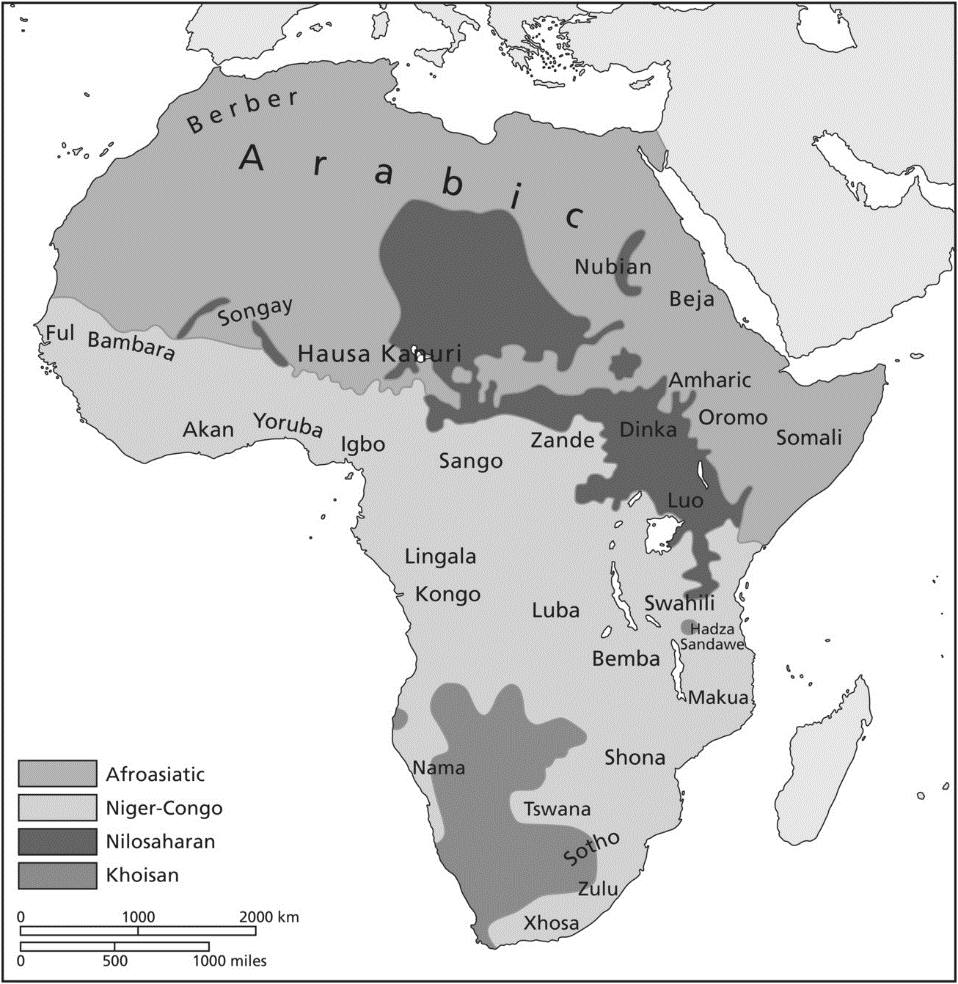 Berber
Arabic
Nubian
Beja
Songay
Ful
Bambara
Hausa
Kanuri
Amharic
Oromo
Somali
Akan
Yoruba
Igbo
Sango
Zande
Dinka
Luo
Lingala
Kongo
Luba
Swahili
Hadza
Sandawe
Bemba
Makua
Nama
Shona
Tswana
Sotho
Zulu
Xhosa
Afroasiatic
Niger-Congo
Nilosaharan
Khoisan
0 1000 2000 km
0 500 1000 miles